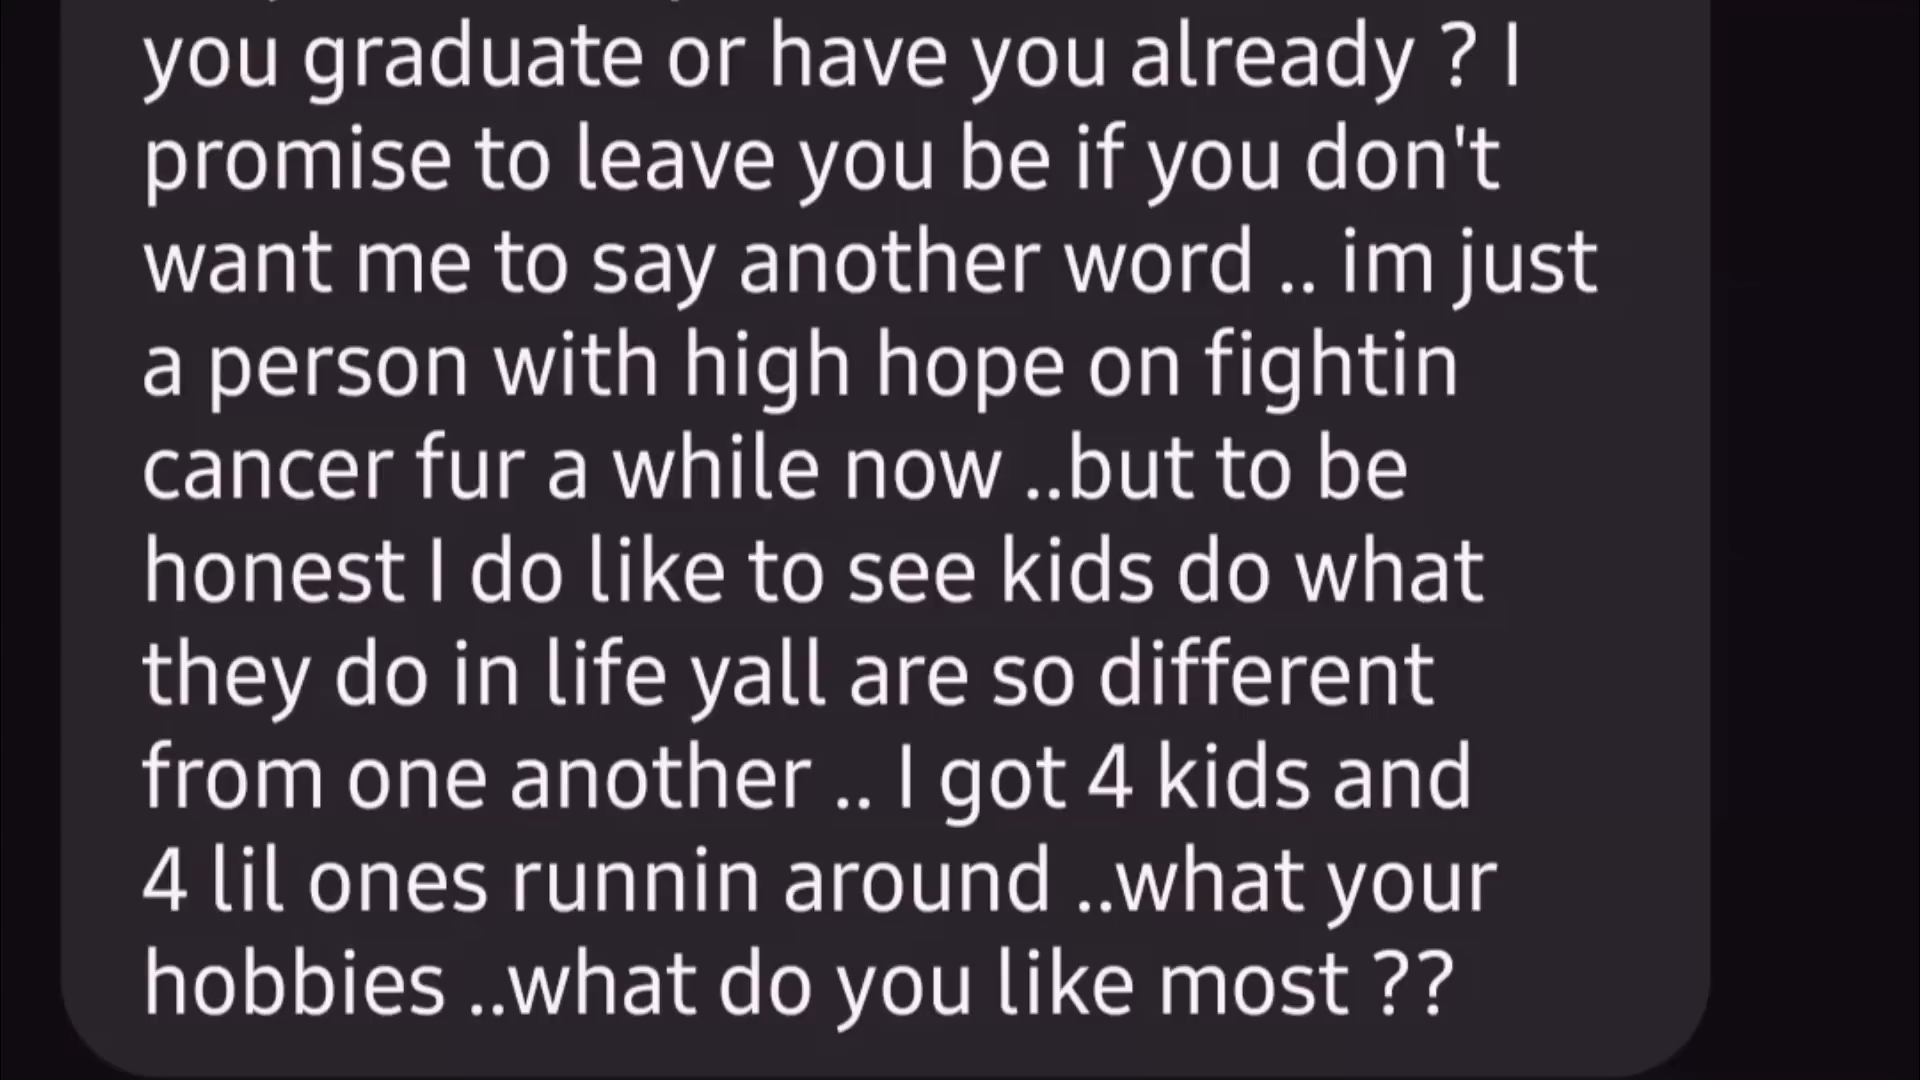 you graduate or have you already ? I
promise to leave you be if you don't
want me to say another word .. im just
a person with high hope on fightin
cancer fur a while now ..but to be
honest I do like to see kids do what
they do in life yall are so different
from one another .. I got 4 kids and
4 lil ones runnin around ..what your
hobbies ..what do you like most ??